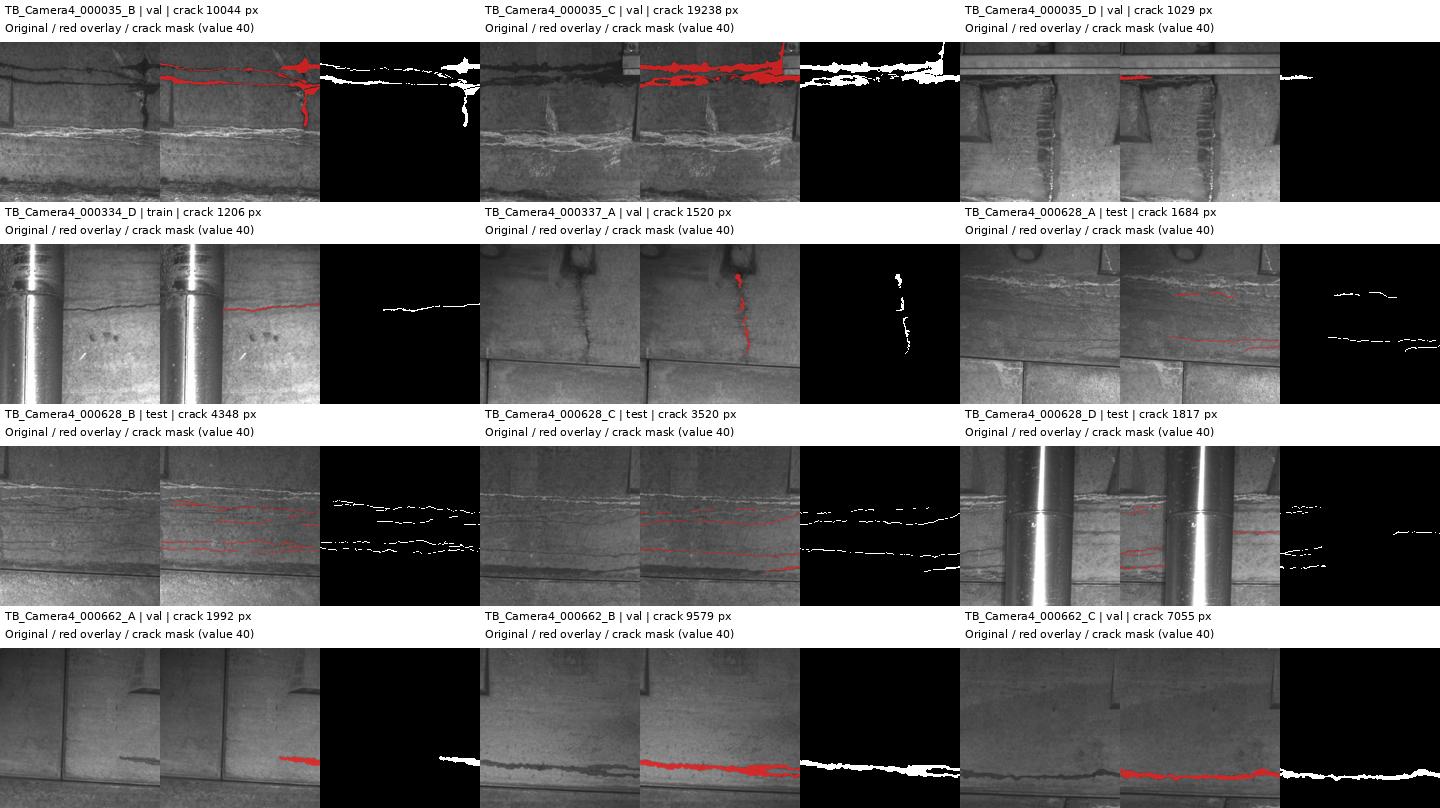 TB_Camera4_000035_B | val | crack 10044 px
Original / red overlay / crack mask (value 40)
TB_Camera4_000035_C | val | crack 19238 px
Original / red overlay / crack mask (value 40)
TB_Camera4_000035_D | val | crack 1029 px
Original / red overlay / crack mask (value 40)
TB_Camera4_000334_D | train | crack 1206 px
Original / red overlay / crack mask (value 40)
TB_Camera4_000337_A | val | crack 1520 px
Original / red overlay / crack mask (value 40)
TB_Camera4_000628_A | test | crack 1684 px
Original / red overlay / crack mask (value 40)
TB_Camera4_000628_B | test | crack 4348 px
Original / red overlay / crack mask (value 40)
TB_Camera4_000628_C | test | crack 3520 px
Original / red overlay / crack mask (value 40)
TB_Camera4_000628_D | test | crack 1817 px
Original / red overlay / crack mask (value 40)
TB_Camera4_000662_A | val | crack 1992 px
Original / red overlay / crack mask (value 40)
TB_Camera4_000662_B | val | crack 9579 px
Original / red overlay / crack mask (value 40)
TB_Camera4_000662_C | val | crack 7055 px
Original / red overlay / crack mask (value 40)